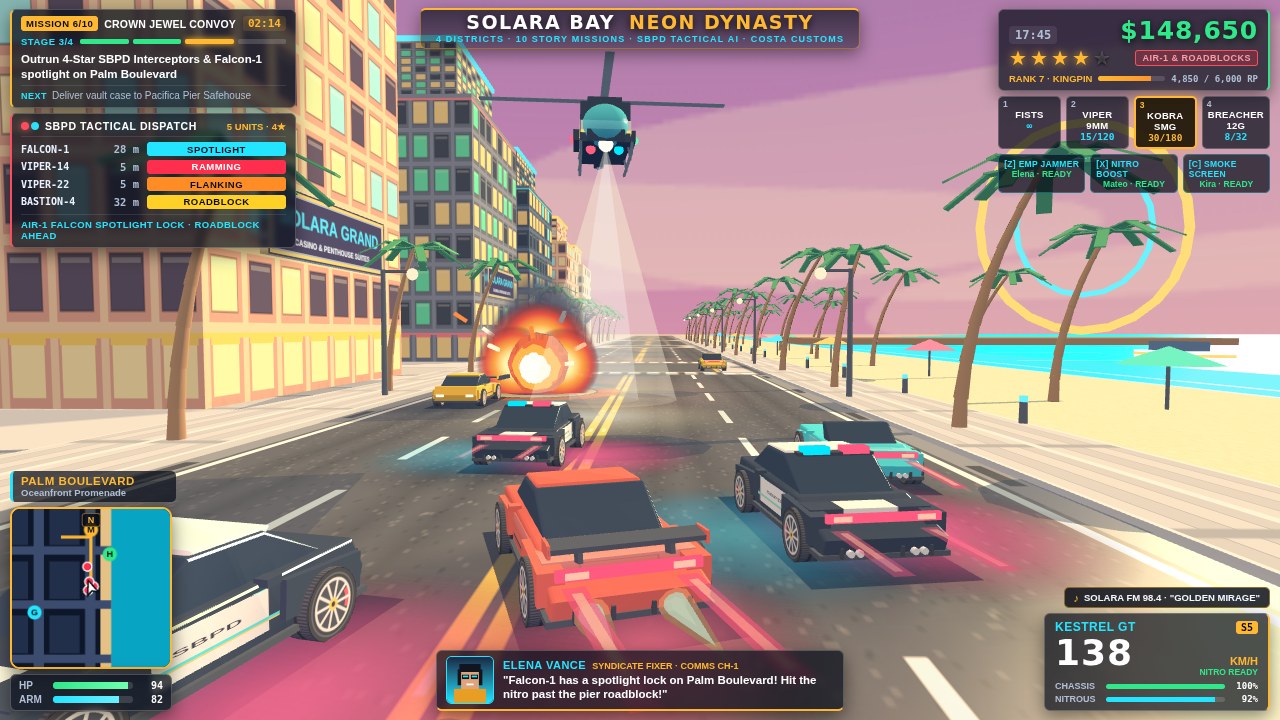 MISSION 6/10 CROWN JEWEL CONVOY 02:14
STAGE 3/4
Outrun 4-Star SBPD Interceptors & Falcon-1
spotlight on Palm Boulevard
NEXT Deliver vault case to Pacifica Pier Safehouse
SBPD TACTICAL DISPATCH 5 UNITS · 4★
FALCON-1 28 m SPOTLIGHT
VIPER-14 5 m RAMMING
VIPER-22 5 m FLANKING
BASTION-4 32 m ROADBLOCK
AIR-1 FALCON SPOTLIGHT LOCK · ROADBLOCK
AHEAD
SOLARA BAY NEON DYNASTY
4 DISTRICTS · 10 STORY MISSIONS · SBPD TACTICAL AI · COSTA CUSTOMS
17:45 $148,650
★★★★★ AIR-1 & ROADBLOCKS
RANK 7 · KINGPIN 4,850 / 6,000 RP
1 FISTS ∞
2 VIPER 9MM 15/120
3 KOBRA SMG 30/180
4 BREACHER 12G 8/32
[Z] EMP JAMMER Elena · READY
[X] NITRO BOOST Mateo · READY
[C] SMOKE SCREEN Kira · READY
OLARA GRAND
CASINO & PENTHOUSE SUITES
PALM BOULEVARD
Oceanfront Promenade
N
M
H
G
SBPD
HP 94
ARM 82
ELENA VANCE SYNDICATE FIXER · COMMS CH-1
"Falcon-1 has a spotlight lock on Palm Boulevard! Hit the
nitro past the pier roadblock!"
♪ SOLARA FM 98.4 · "GOLDEN MIRAGE"
KESTREL GT S5
138 KM/H
NITRO READY
CHASSIS 100%
NITROUS 92%